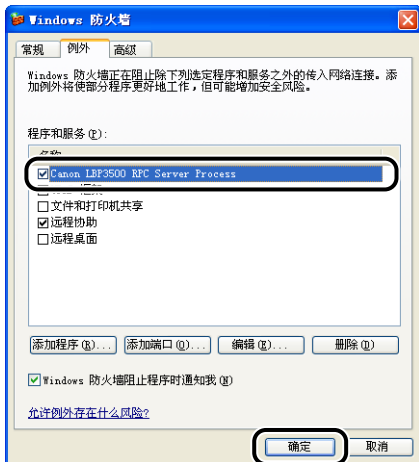 Windows 防火墙
常规 例外 高级
Windows 防火墙正在阻止除下列选定程序和服务之外的传入网络连接。添
加例外将使部分程序更好地工作，但可能增加安全风险。
程序和服务(P):
名称
Canon LBP3500 RPC Server Process
文件和打印机共享
远程协助
远程桌面
添加程序(R)... 添加端口(O)... 编辑(E)... 删除(D)
Windows 防火墙阻止程序时通知我(N)
允许例外存在什么风险?
确定 取消